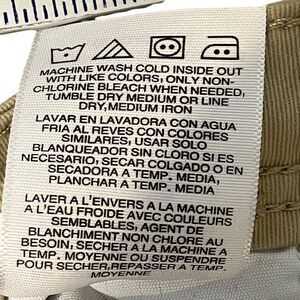 MACHINE WASH COLD INSIDE OUT
WITH LIKE COLORS; ONLY NON-
CHLORINE BLEACH WHEN NEEDED,
TUMBLE DRY MEDIUM OR LINE
DRY, MEDIUM IRON
LAVAR EN LAVADORA CON AGUA
FRIA AL REVES CON COLORES
SIMILARES; USAR SOLO
BLANQUEADOR SIN CLORO SI ES
NECESARIO; SECAR COLGADO O EN
SECADORA A TEMP. MEDIA,
PLANCHAR A TEMP. MEDIA
LAVER A L'ENVERS A LA MACHINE
A L'EAU FROIDE AVEC COULEURS
SEMBLABLES, AGENT DE
BLANCHIMENT NON CHLORE AU
BESOIN, SECHER A LA MACHINE A
TEMP. MOYENNE OU SUSPENDRE
POUR SECHER, REPASSER A TEMP.
MOYENNE